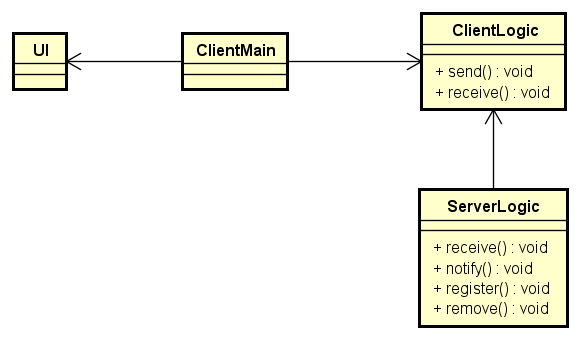 UI
ClientMain
ClientLogic
+ send() : void
+ receive() : void
ServerLogic
+ receive() : void
+ notify() : void
+ register() : void
+ remove() : void